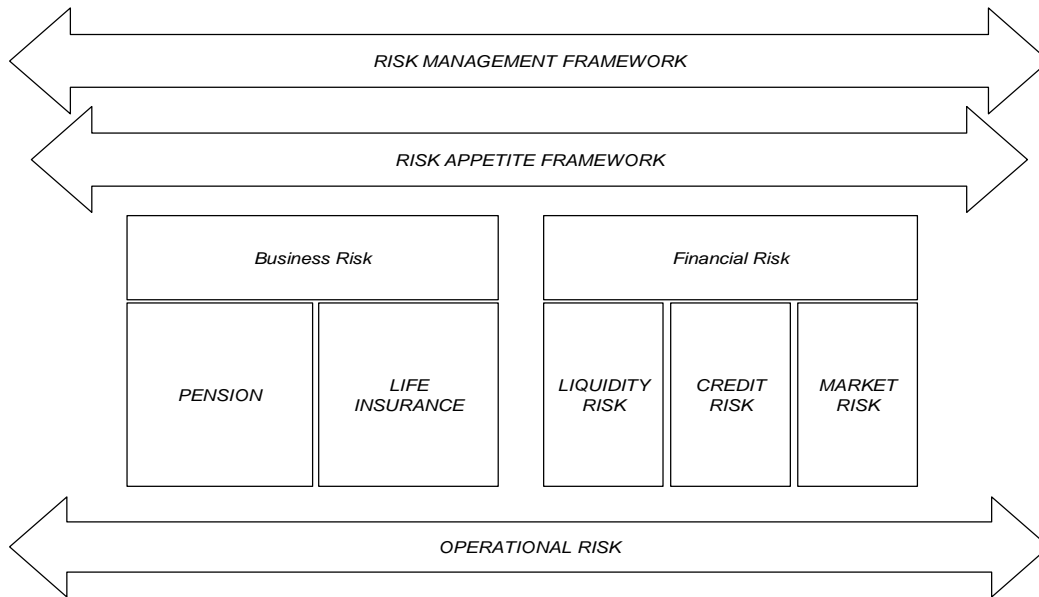 RISK MANAGEMENT FRAMEWORK
RISK APPETITE FRAMEWORK
Business Risk
Financial Risk
PENSION
LIFE
INSURANCE
LIQUIDITY
RISK
CREDIT
RISK
MARKET
RISK
OPERATIONAL RISK